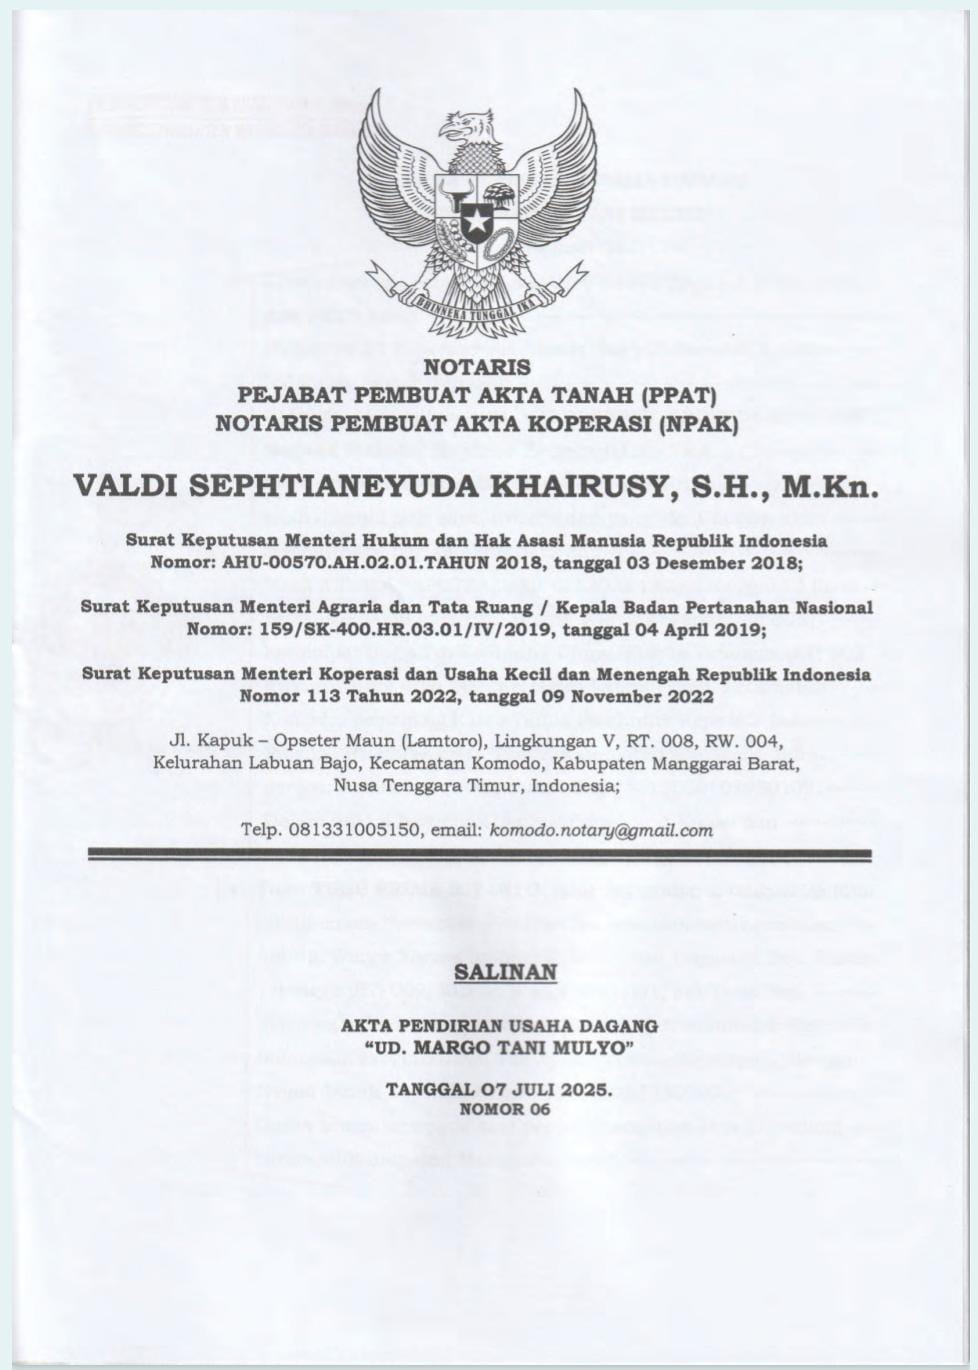 BHINNEKA TUNGGAL IKA
NOTARIS
PEJABAT PEMBUAT AKTA TANAH (PPAT)
NOTARIS PEMBUAT AKTA KOPERASI (NPAK)
VALDI SEPHTIANEYUDA KHAIRUSY, S.H., M.Kn.
Surat Keputusan Menteri Hukum dan Hak Asasi Manusia Republik Indonesia
Nomor: AHU-00570.AH.02.01.TAHUN 2018, tanggal 03 Desember 2018;
Surat Keputusan Menteri Agraria dan Tata Ruang / Kepala Badan Pertanahan Nasional
Nomor: 159/SK-400.HR.03.01/IV/2019, tanggal 04 April 2019;
Surat Keputusan Menteri Koperasi dan Usaha Kecil dan Menengah Republik Indonesia
Nomor 113 Tahun 2022, tanggal 09 November 2022
Jl. Kapuk – Opseter Maun (Lamtoro), Lingkungan V, RT. 008, RW. 004,
Kelurahan Labuan Bajo, Kecamatan Komodo, Kabupaten Manggarai Barat,
Nusa Tenggara Timur, Indonesia;
Telp. 081331005150, email: komodo.notary@gmail.com
SALINAN
AKTA PENDIRIAN USAHA DAGANG
“UD. MARGO TANI MULYO”
TANGGAL 07 JULI 2025.
NOMOR 06